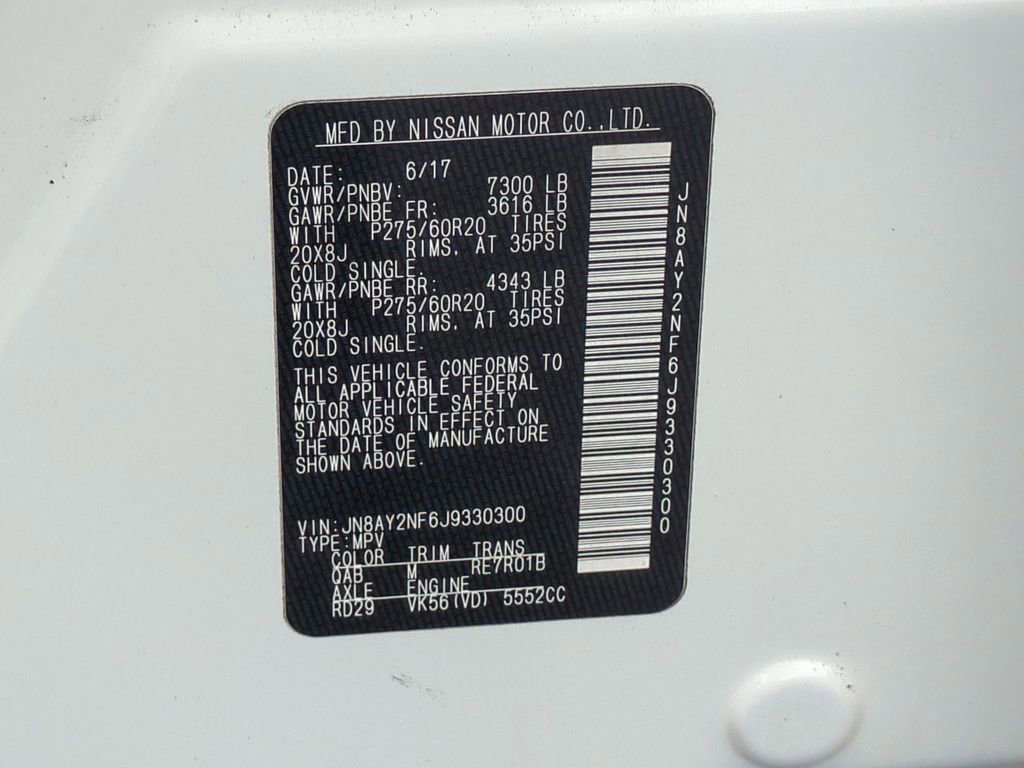 MFD BY NISSAN MOTOR CO.,LTD.
DATE: 6/17
GVWR/PNBV: 7300 LB
GAWR/PNBE FR: 3616 LB
WITH P275/60R20 TIRES
20X8J RIMS, AT 35PSI
COLD SINGLE.
GAWR/PNBE RR: 4343 LB
WITH P275/60R20 TIRES
20X8J RIMS, AT 35PSI
COLD SINGLE.
THIS VEHICLE CONFORMS TO
ALL APPLICABLE FEDERAL
MOTOR VEHICLE SAFETY
STANDARDS IN EFFECT ON
THE DATE OF MANUFACTURE
SHOWN ABOVE.
VIN:JN8AY2NF6J9330300
TYPE:MPV
COLOR TRIM TRANS
QAB M RE7R01B
AXLE ENGINE
RD29 VK56(VD) 5552CC
JN8AY2NF6J9330300